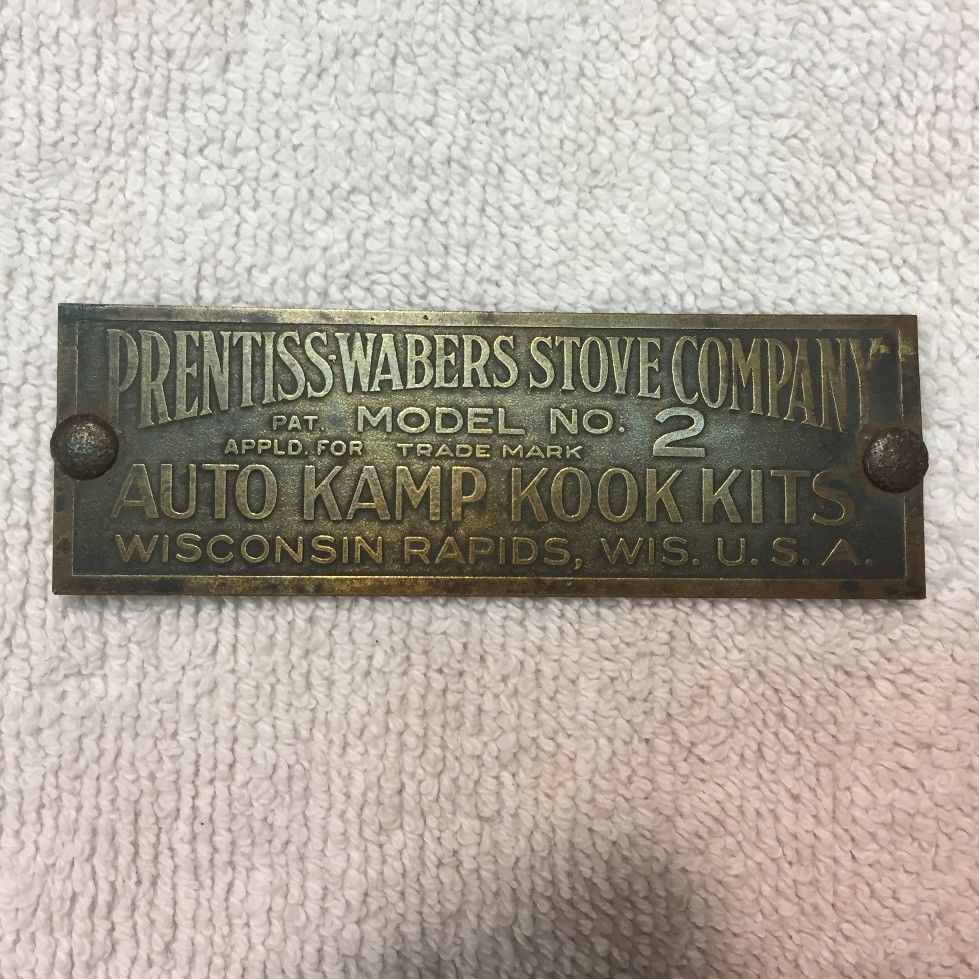 PRENTISS-WABERS STOVE COMPANY
PAT. MODEL NO. 2
APPLD. FOR TRADE MARK
AUTO KAMP KOOK KITS
WISCONSIN RAPIDS, WIS. U.S.A.